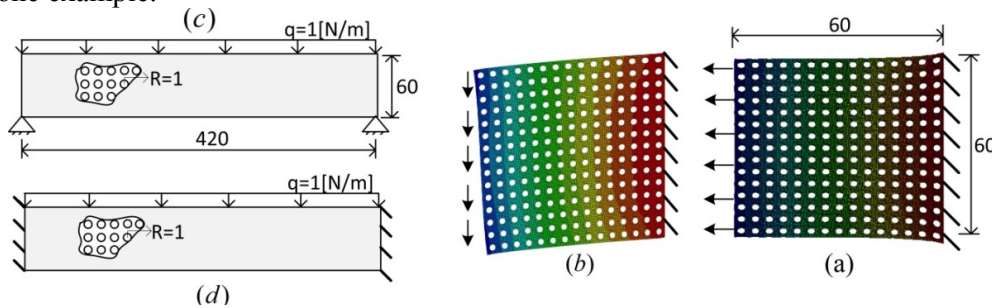 one example.
(c)
q=1[N/m]
R=1
60
420
q=1[N/m]
R=1
(d)
(b)
60
60
(a)